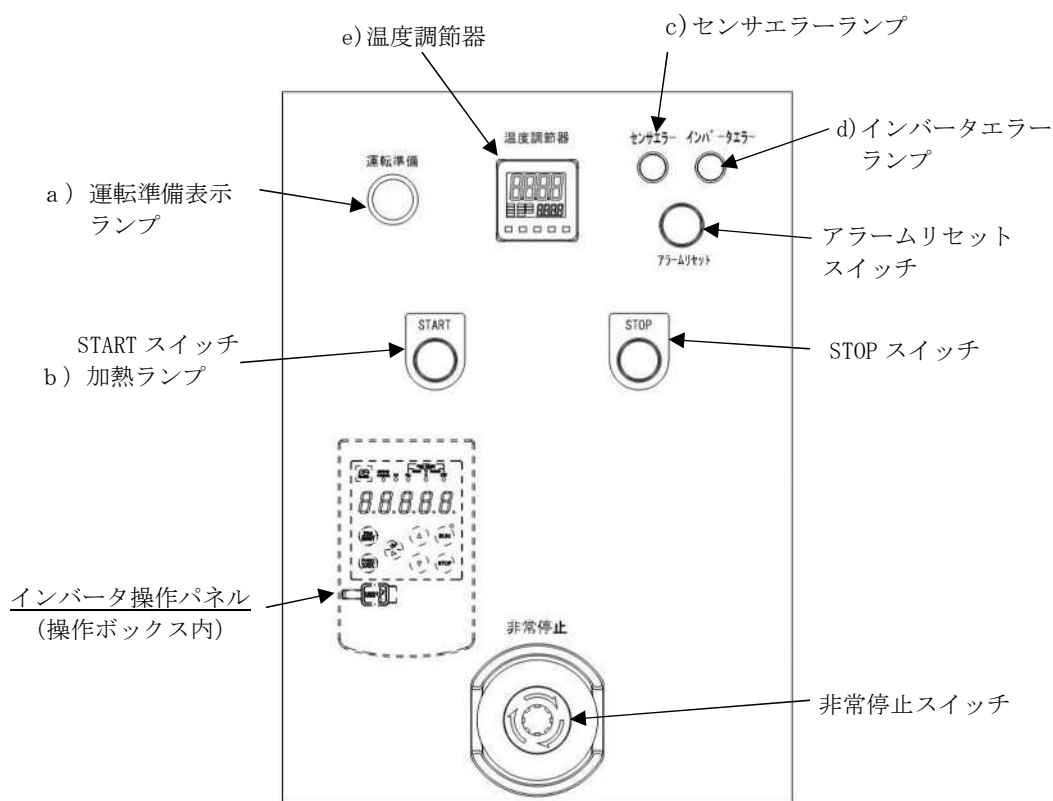 e)温度調節器
c)センサエラーランプ
d)インバータエラー
ランプ
a) 運転準備表示
ランプ
運転準備
温度調節器
センサエラー
インバータエラー
アラームリセット
アラームリセット
スイッチ
START スイッチ
b) 加熱ランプ
START
STOP
STOP スイッチ
8.8.8.8.8.
RUN
STOP
インバータ操作パネル
(操作ボックス内)
非常停止
非常停止スイッチ